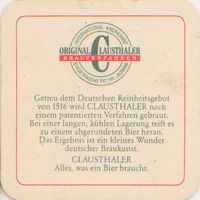 INTERNATIONAL ANERKANNT
ORIGINAL CLAUSTHALER
BRAUVERFAHREN
Getreu dem Deutschen Reinheitsgebot
von 1516 wird CLAUSTHALER nach
einem patentierten Verfahren gebraut.
Bei einer langen, kühlen Lagerung reift es
zu einem abgerundeten Bier heran.
Das Ergebnis ist ein kleines Wunder
deutscher Braukunst.
CLAUSTHALER
Alles, was ein Bier braucht.